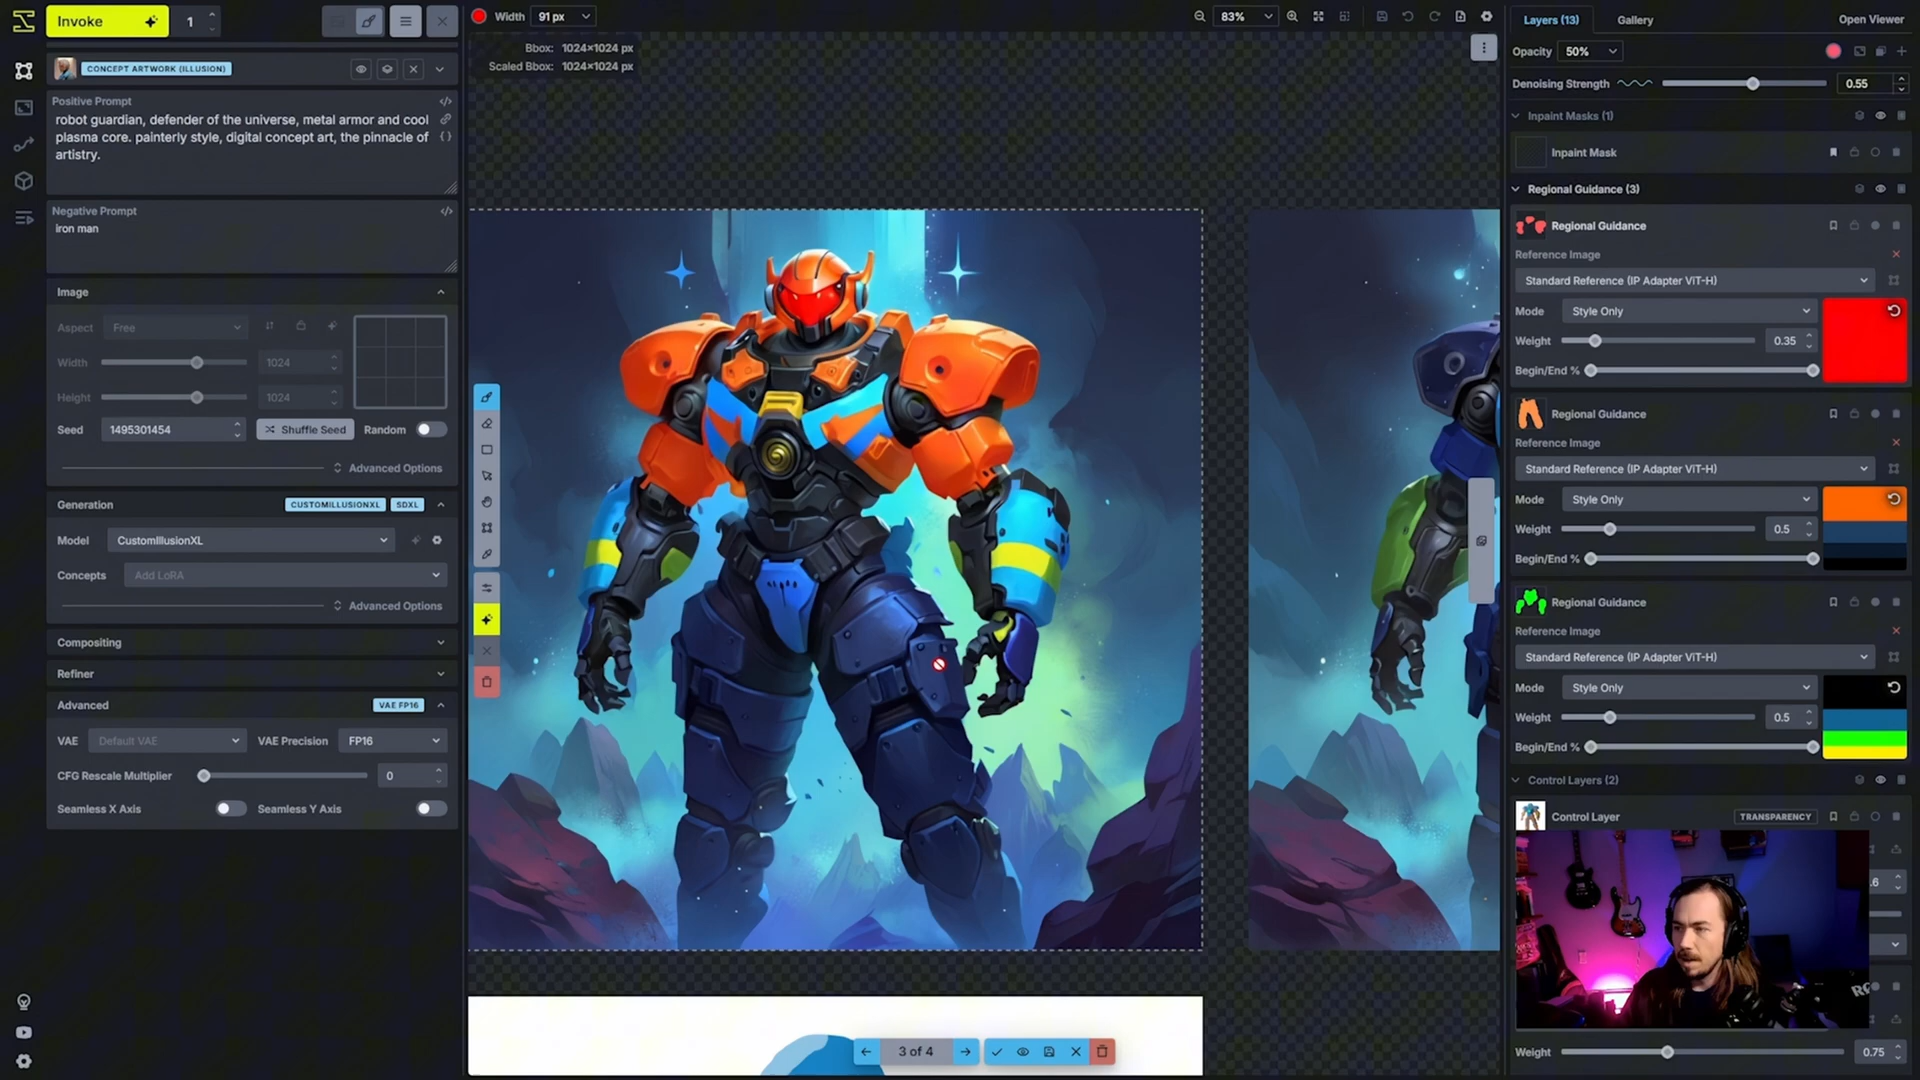 Invoke
1
Width 91 px
83%
Layers (13)
Gallery
Open Viewer
Bbox: 1024×1024 px
Scaled Bbox: 1024×1024 px
Opacity 50%
Denoising Strength 0.55
CONCEPT ARTWORK (ILLUSION)
Positive Prompt
robot guardian, defender of the universe, metal armor and cool
plasma core. painterly style, digital concept art, the pinnacle of
artistry.
Negative Prompt
iron man
Image
Aspect Free
Width 1024
Height 1024
Seed 1495301454 Shuffle Seed Random
Advanced Options
Generation CUSTOMILLUSIONXL SDXL
Model CustomIllusionXL
Concepts Add LoRA
Advanced Options
Compositing
Refiner
Advanced VAE FP16
VAE Default VAE VAE Precision FP16
CFG Rescale Multiplier 0
Seamless X Axis Seamless Y Axis
3 of 4
Inpaint Masks (1)
Inpaint Mask
Regional Guidance (3)
Regional Guidance
Reference Image
Standard Reference (IP Adapter ViT-H)
Mode Style Only
Weight 0.35
Begin/End %
Regional Guidance
Reference Image
Standard Reference (IP Adapter ViT-H)
Mode Style Only
Weight 0.5
Begin/End %
Regional Guidance
Reference Image
Standard Reference (IP Adapter ViT-H)
Mode Style Only
Weight 0.5
Begin/End %
Control Layers (2)
Control Layer TRANSPARENCY
.6
Weight 0.75